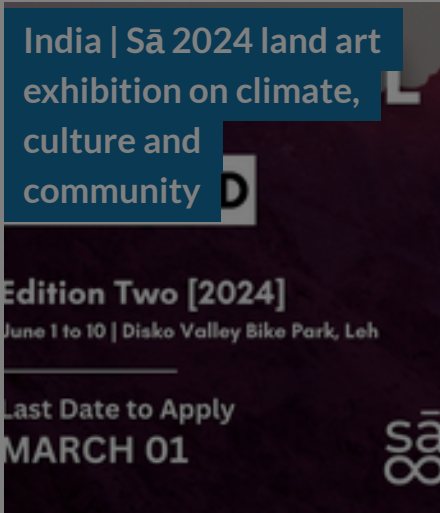 India | Sā 2024 land art
exhibition on climate,
L
culture and
community
D
Edition Two [2024]
June 1 to 10 | Disko Valley Bike Park, Leh
Last Date to Apply
MARCH 01
sā